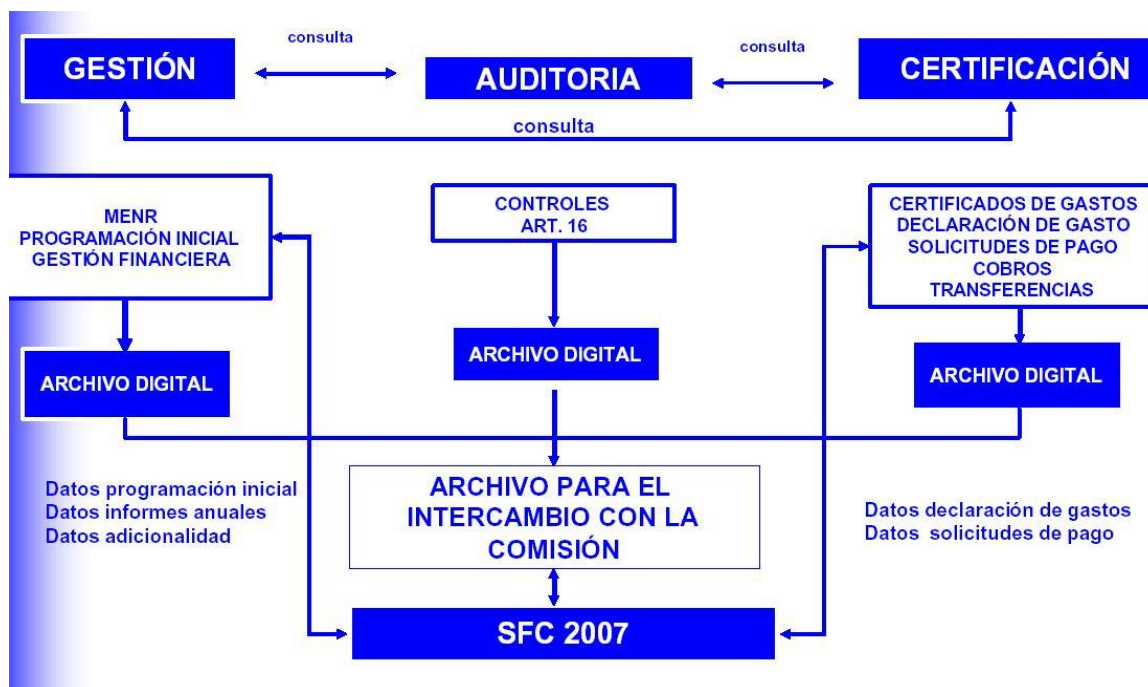 consulta
consulta
GESTIÓN
AUDITORIA
CERTIFICACIÓN
consulta
MENR
PROGRAMACIÓN INICIAL
GESTIÓN FINANCIERA
CONTROLES
ART. 16
CERTIFICADOS DE GASTOS
DECLARACIÓN DE GASTO
SOLICITUDES DE PAGO
COBROS
TRANSFERENCIAS
ARCHIVO DIGITAL
ARCHIVO DIGITAL
ARCHIVO DIGITAL
Datos programación inicial
Datos informes anuales
Datos adicionalidad
ARCHIVO PARA EL
INTERCAMBIO CON LA
COMISIÓN
Datos declaración de gastos
Datos solicitudes de pago
SFC 2007